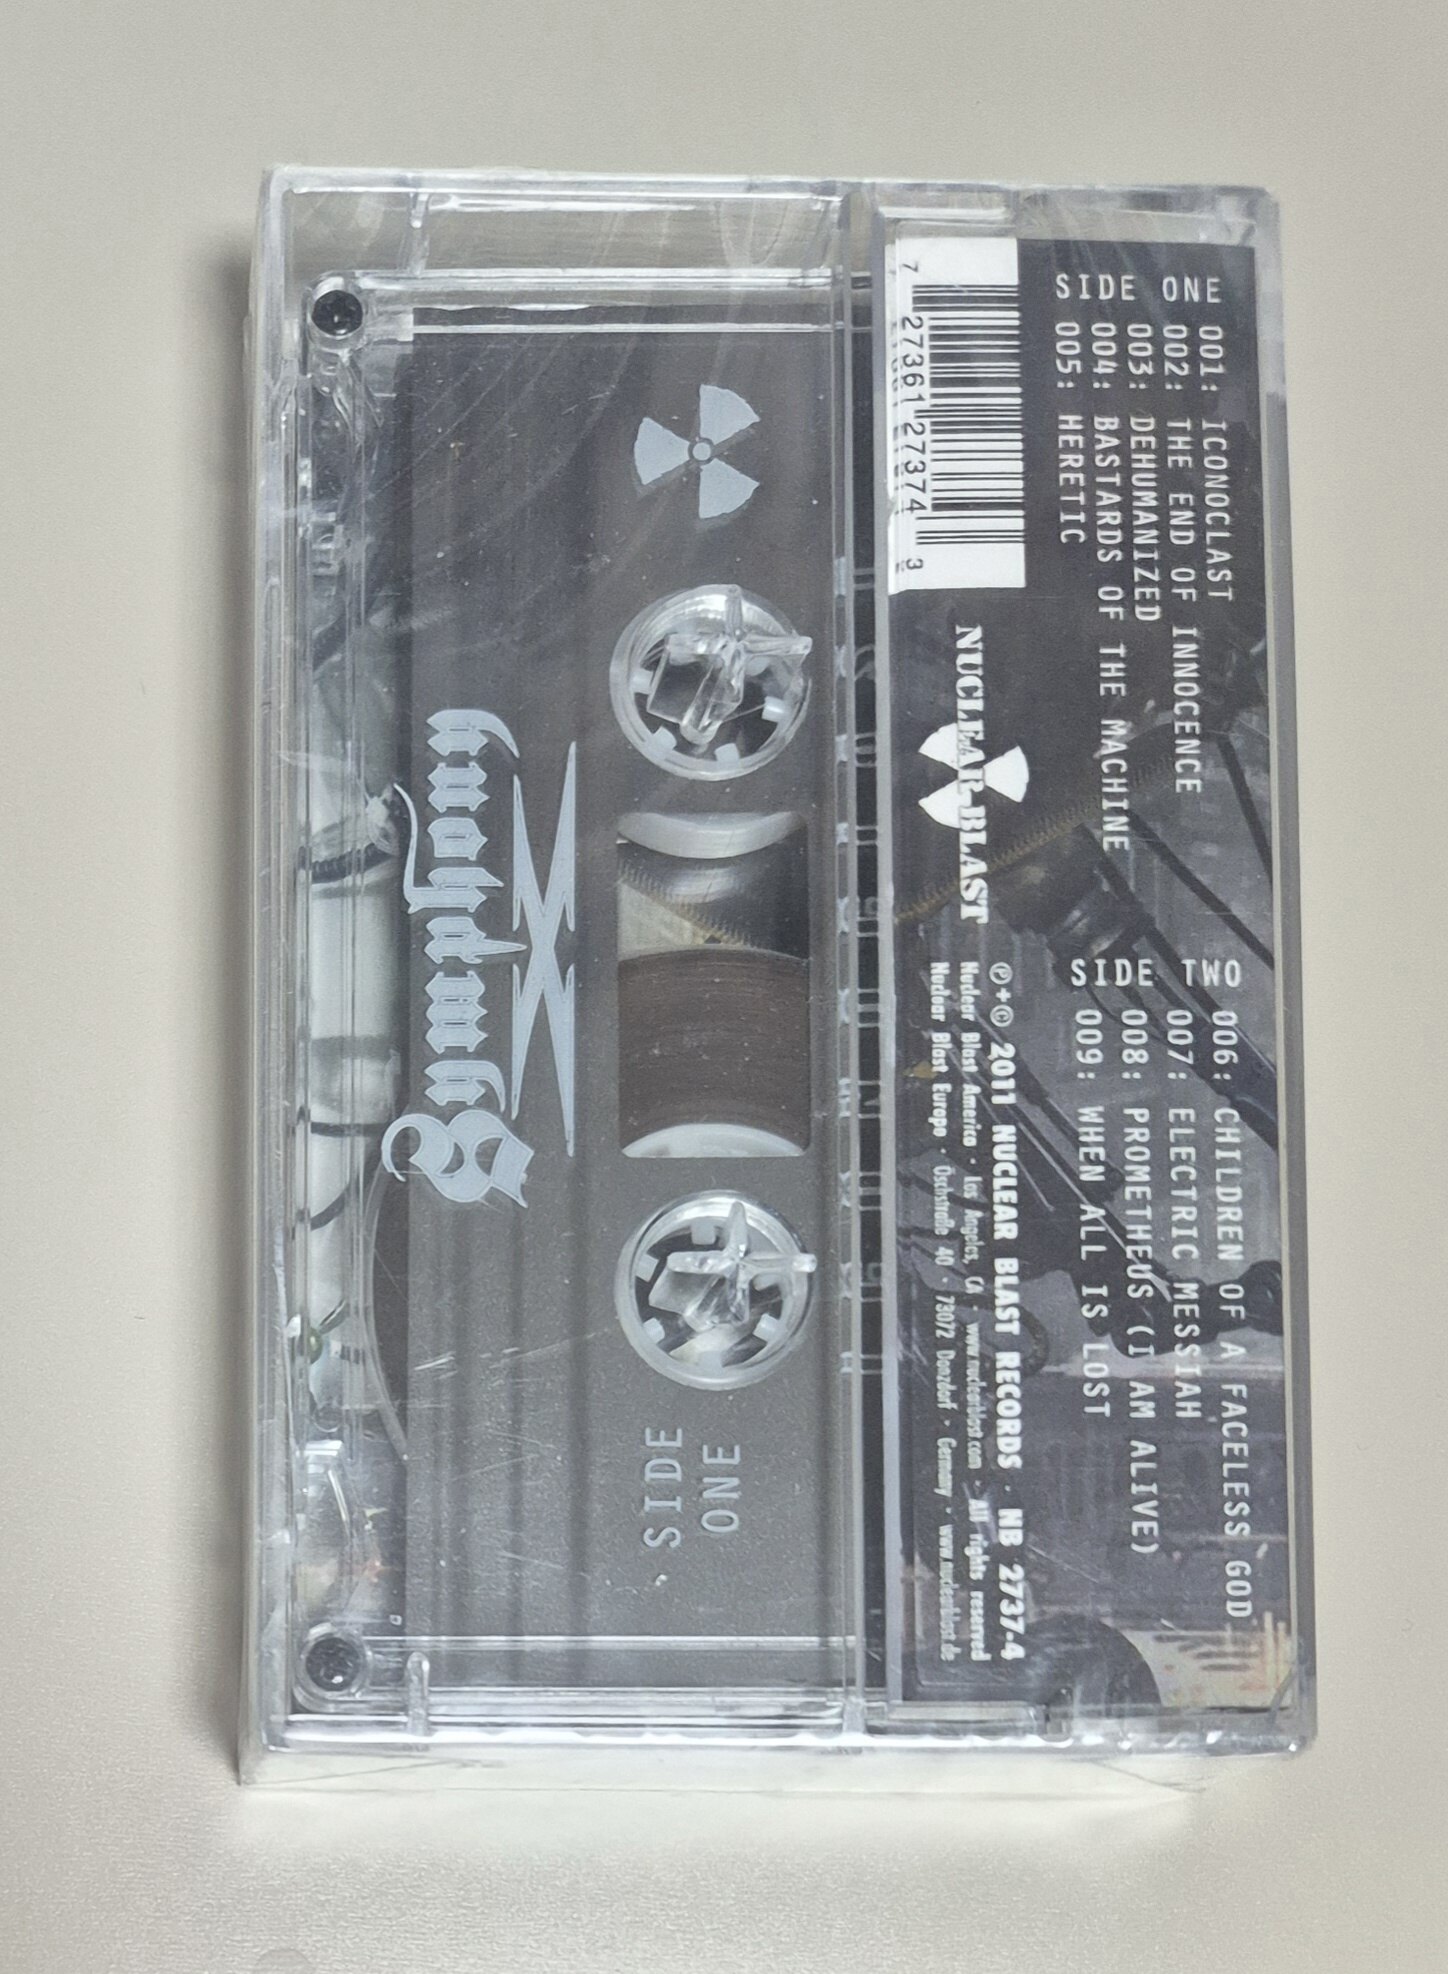 SIDE ONE
001: ICONOCLAST
002: THE END OF INNOCENCE
003: DEHUMANIZED
004: BASTARDS OF THE MACHINE
005: HERETIC
SIDE TWO
006: CHILDREN OF A FACELESS GOD
007: ELECTRIC MESSIAH
008: PROMETHEUS (I AM ALIVE)
009: WHEN ALL IS LOST
7 27361 27374 3
NUCLEAR BLAST
℗+© 2011 NUCLEAR BLAST RECORDS · NB 2737-4
Nuclear Blast America · Los Angeles, CA · www.nuclearblast.com · All rights reserved
Nuclear Blast Europe · Öschstraße 40 · 73072 Donzdorf · Germany · www.nuclearblast.de
Symphony X
SIDE
ONE